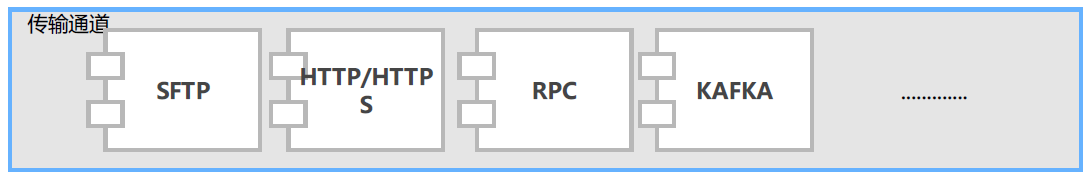 传输通道
SFTP
HTTP/HTTP
S
RPC
KAFKA
.............